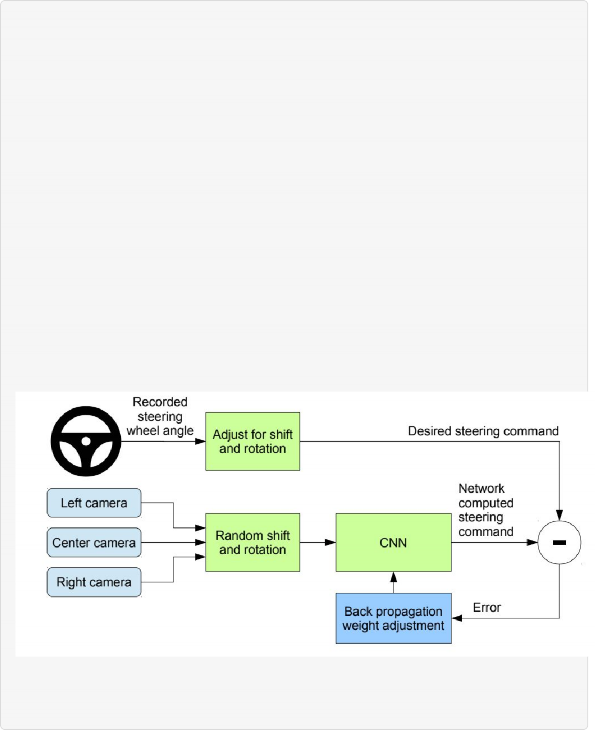 Recorded
steering
wheel angle
Adjust for shift
and rotation
Desired steering command
Left camera
Center camera
Right camera
Random shift
and rotation
CNN
Network
computed
steering
command
-
Back propagation
weight adjustment
Error